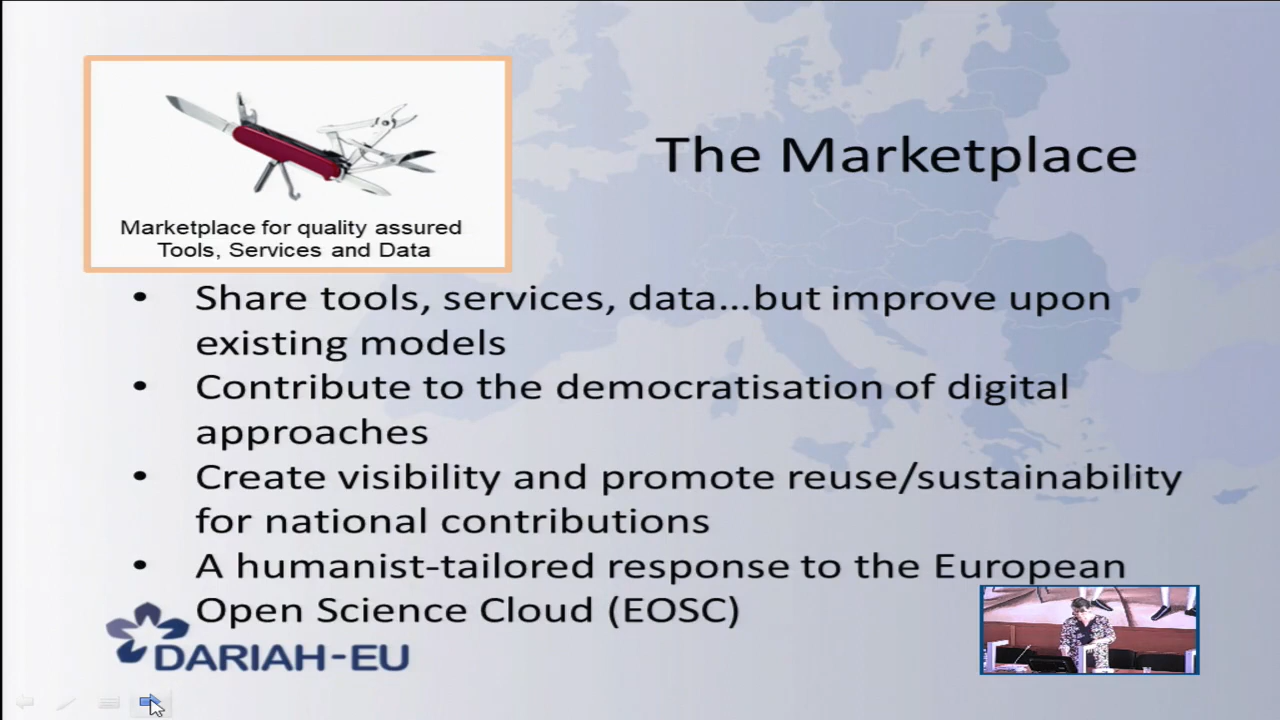 The Marketplace
Marketplace for quality assured
Tools, Services and Data
• Share tools, services, data...but improve upon
existing models
• Contribute to the democratisation of digital
approaches
• Create visibility and promote reuse/sustainability
for national contributions
• A humanist-tailored response to the European
Open Science Cloud (EOSC)
DARIAH-EU